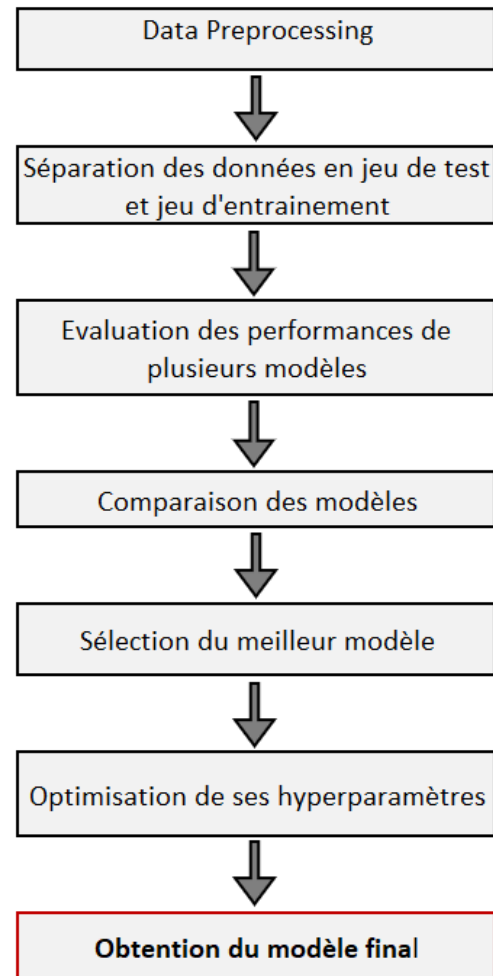 Data Preprocessing
Séparation des données en jeu de test
et jeu d'entrainement
Evaluation des performances de
plusieurs modèles
Comparaison des modèles
Sélection du meilleur modèle
Optimisation de ses hyperparamètres
Obtention du modèle final